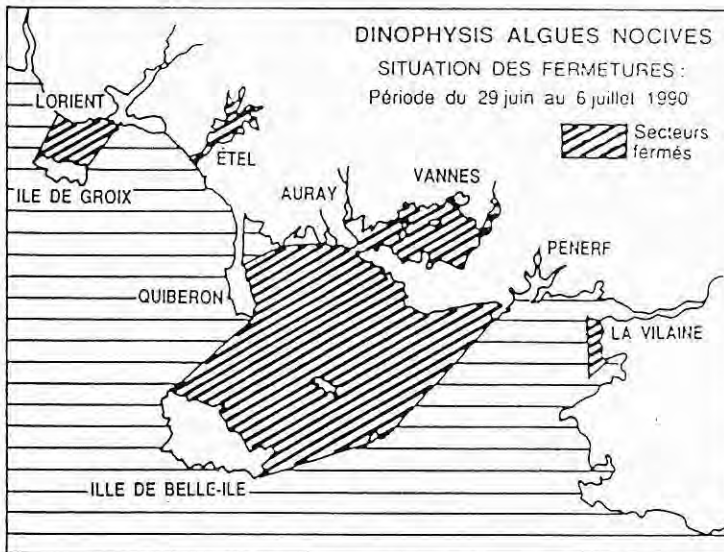 DINOPHYSIS ALGUES NOCIVES
SITUATION DES FERMETURES :
Période du 29 juin au 6 juillet 1990
Secteurs
fermés
LORIENT
ÉTEL
ILE DE GROIX
AURAY
VANNES
PENERF
QUIBERON
LA VILAINE
ILLE DE BELLE-ILE